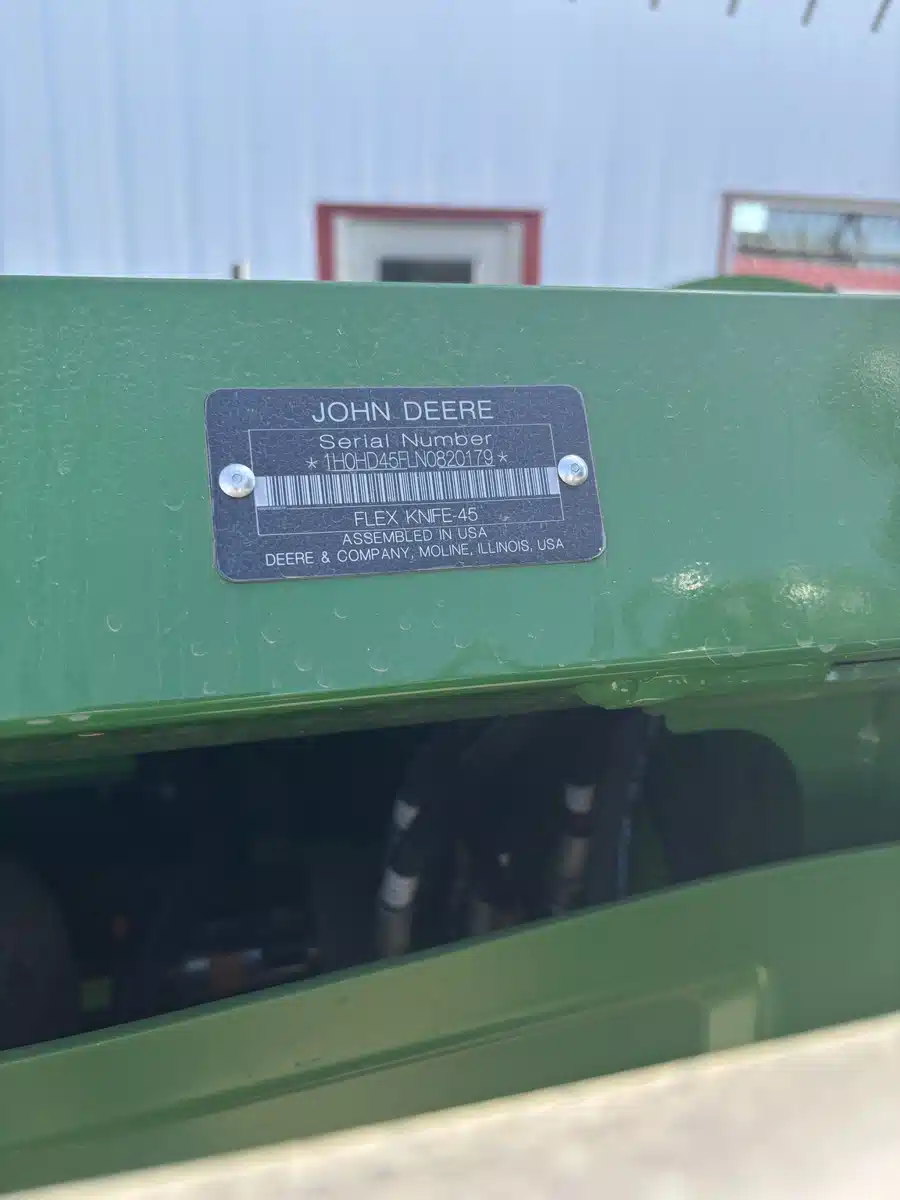 JOHN DEERE
Serial Number
*1H0HD45FLN0820179*
FLEX KNIFE-45
ASSEMBLED IN USA
DEERE & COMPANY, MOLINE, ILLINOIS, USA